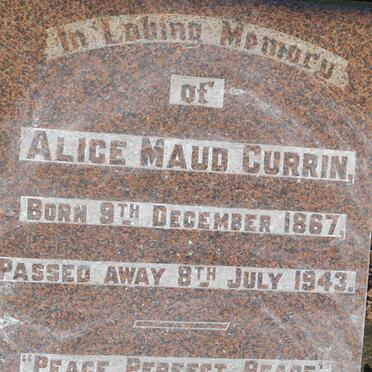 In Loving Memory
of
ALICE MAUD CURRIN,
BORN 9TH DECEMBER 1867,
PASSED AWAY 8TH JULY 1943.
"PEACE PERFECT PEACE"